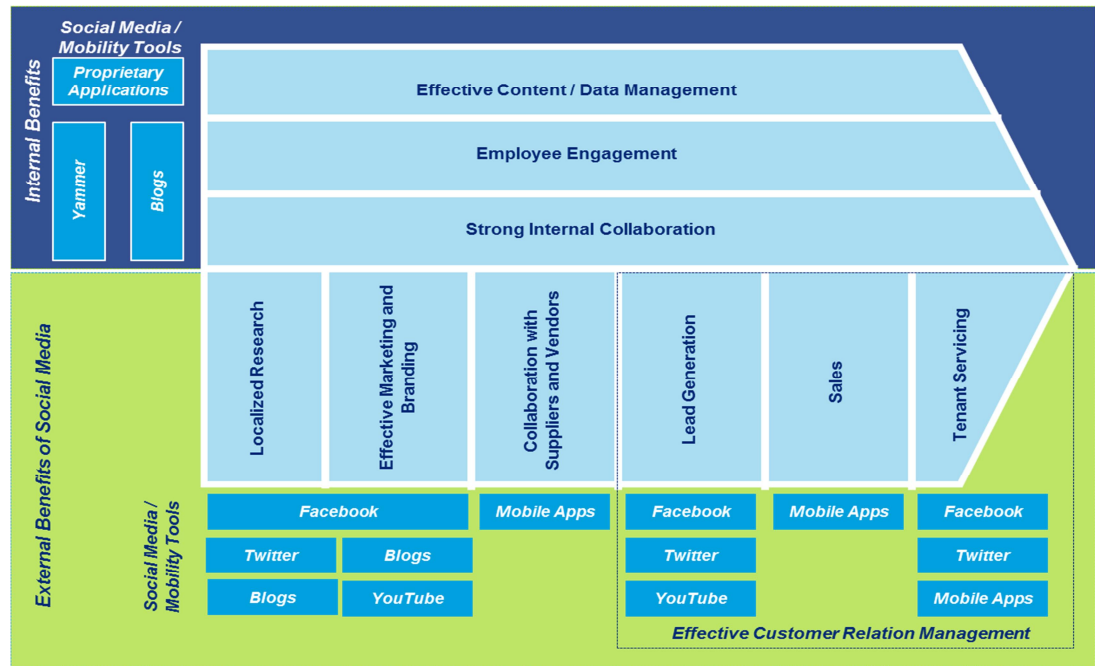 Social Media /
Mobility Tools
Proprietary
Applications
Internal Benefits
Yammer
Blogs
Effective Content / Data Management
Employee Engagement
Strong Internal Collaboration
External Benefits of Social Media
Localized Research
Effective Marketing and
Branding
Collaboration with
Suppliers and Vendors
Lead Generation
Sales
Tenant Servicing
Social Media /
Mobility Tools
Facebook
Mobile Apps
Facebook
Mobile Apps
Facebook
Twitter
Blogs
Twitter
Twitter
Blogs
YouTube
YouTube
Mobile Apps
Effective Customer Relation Management